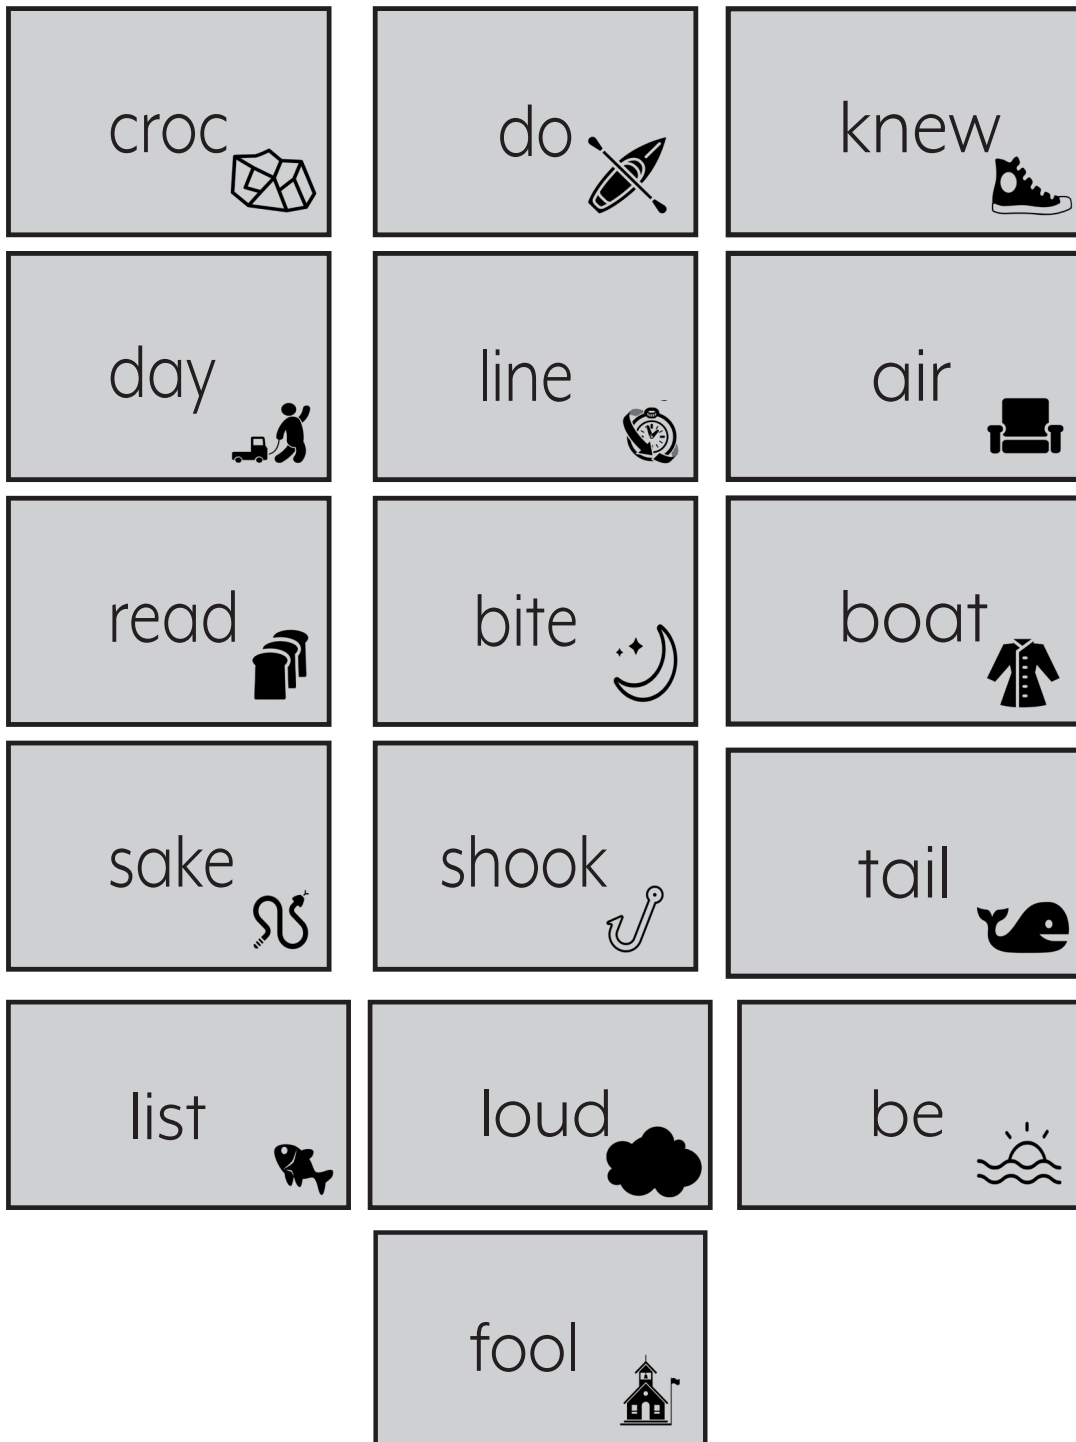 croc
do
knew
day
line
air
read
bite
boat
sake
shook
tail
list
loud
be
fool